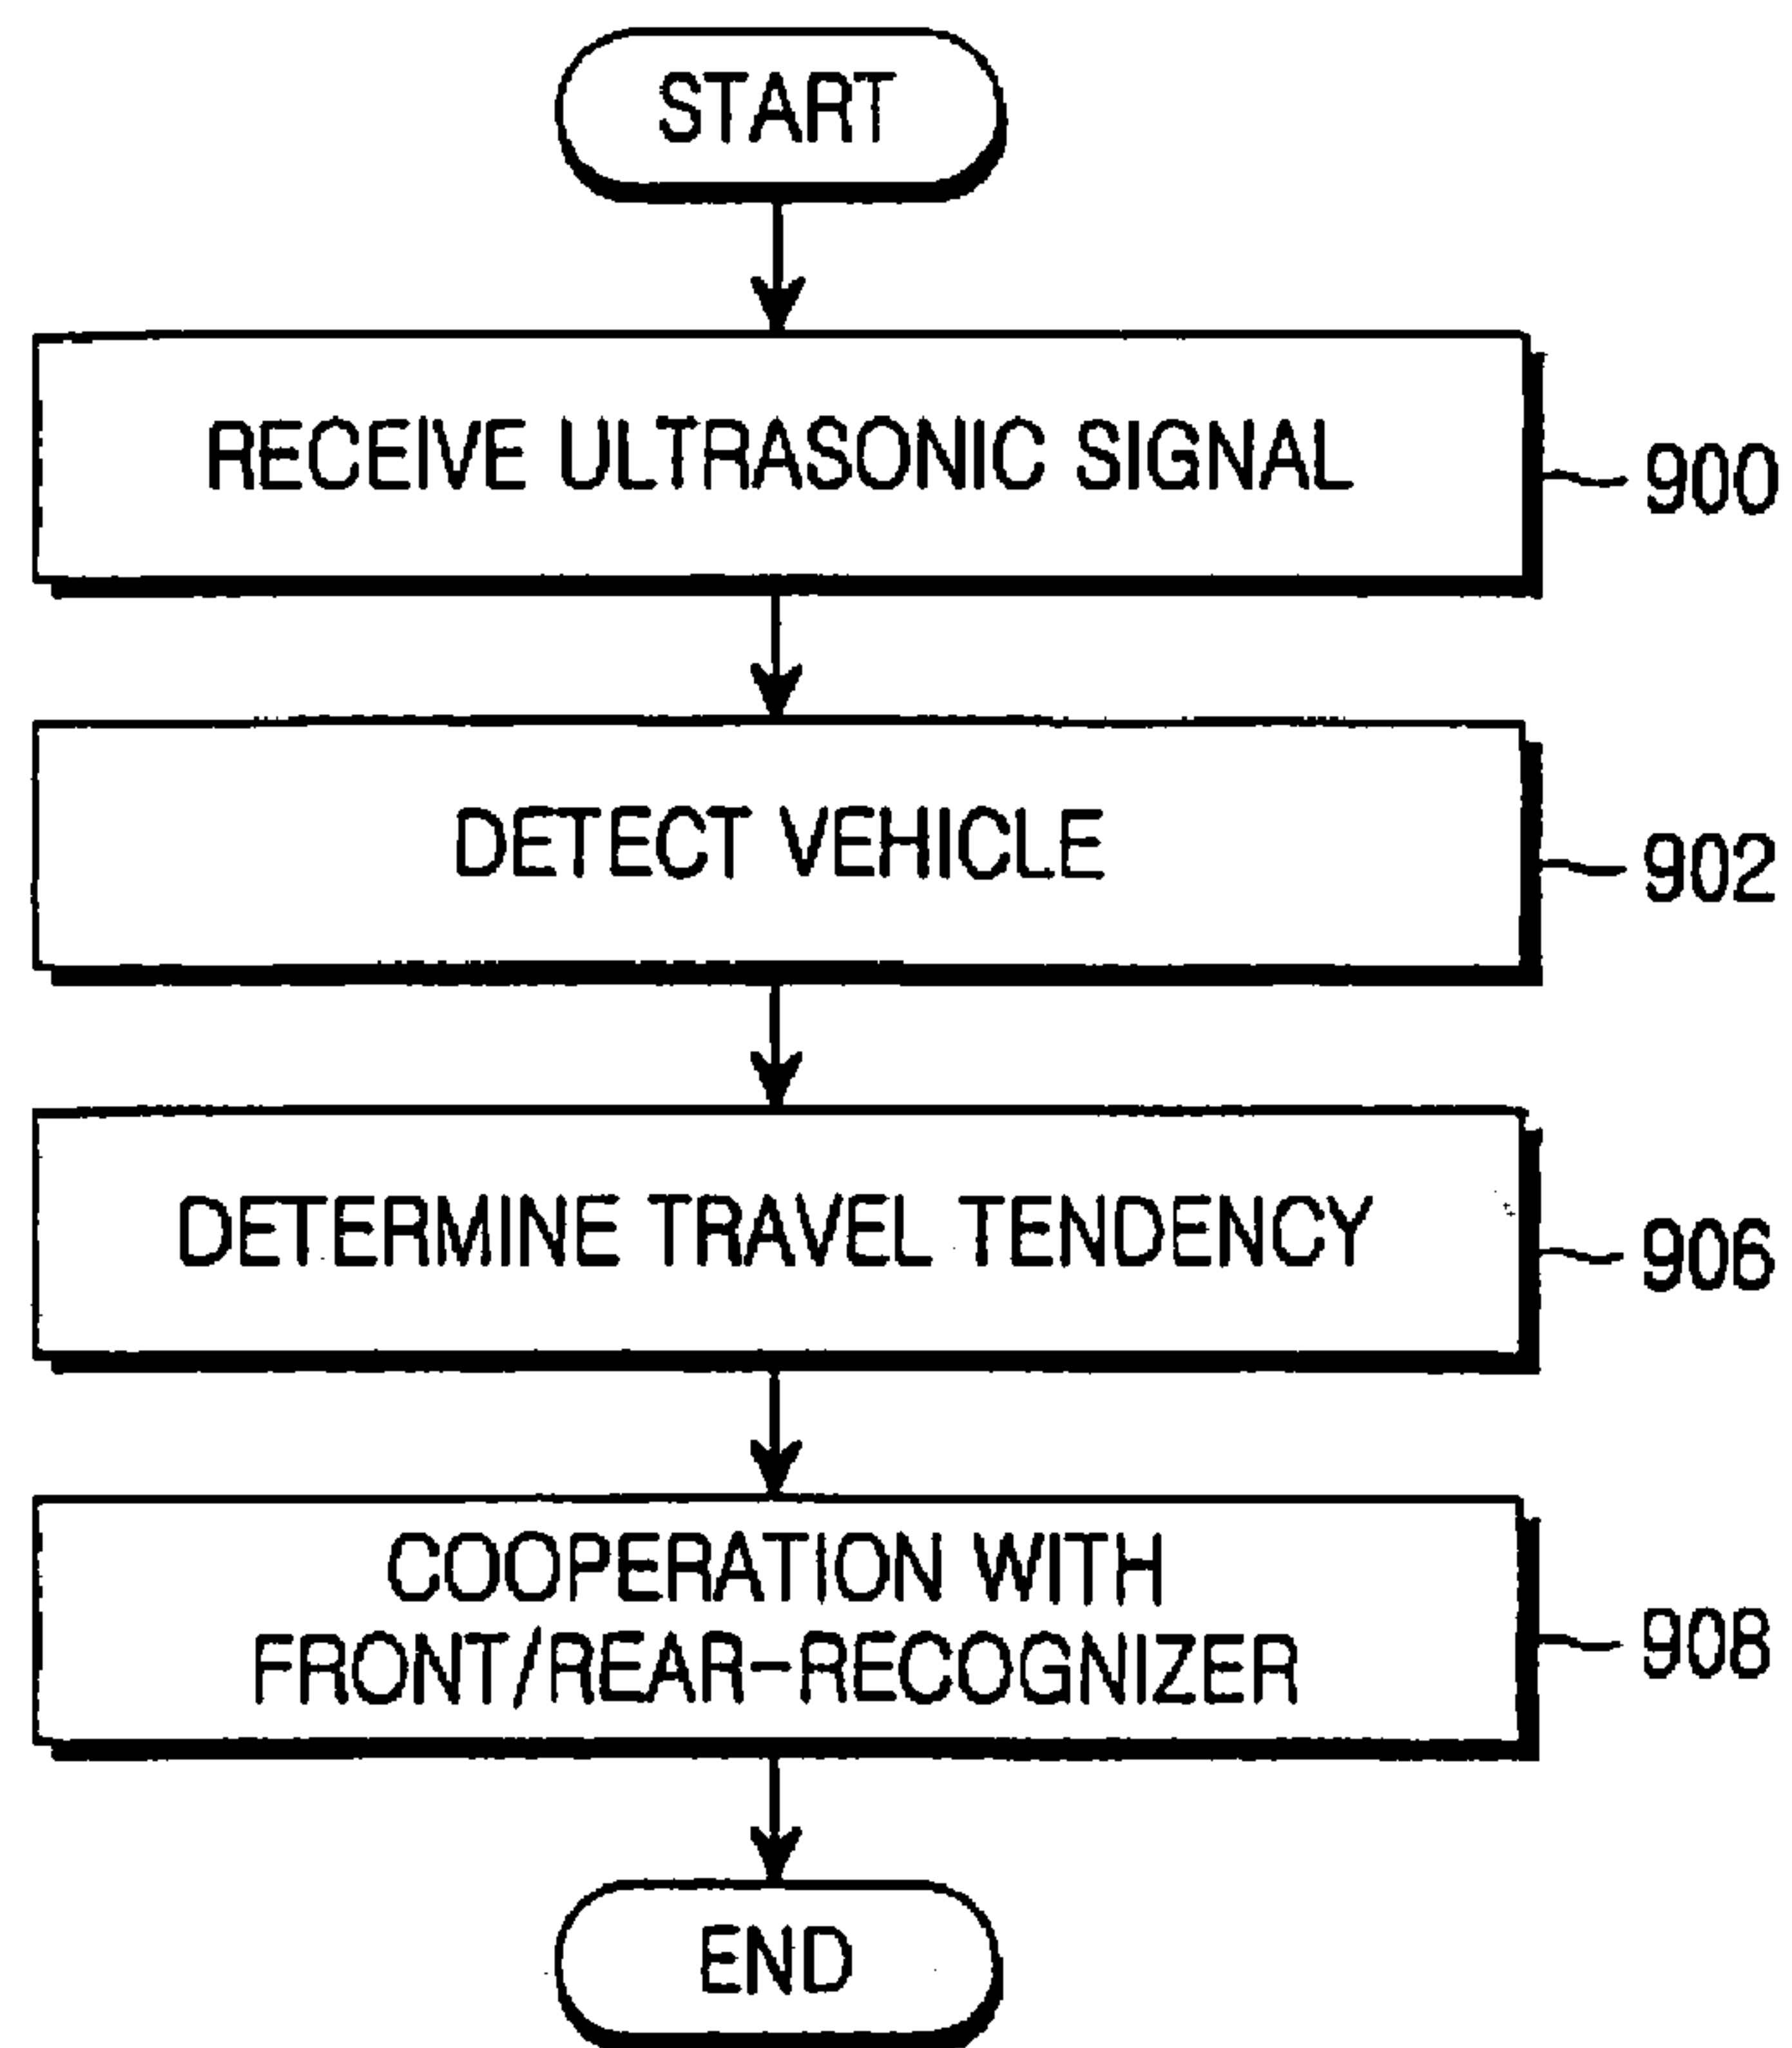 START
RECEIVE ULTRASONIC SIGNAL
900
DETECT VEHICLE
902
DETERMINE TRAVEL TENDENCY
906
COOPERATION WITH
FRONT/REAR-RECOGNIZER
908
END